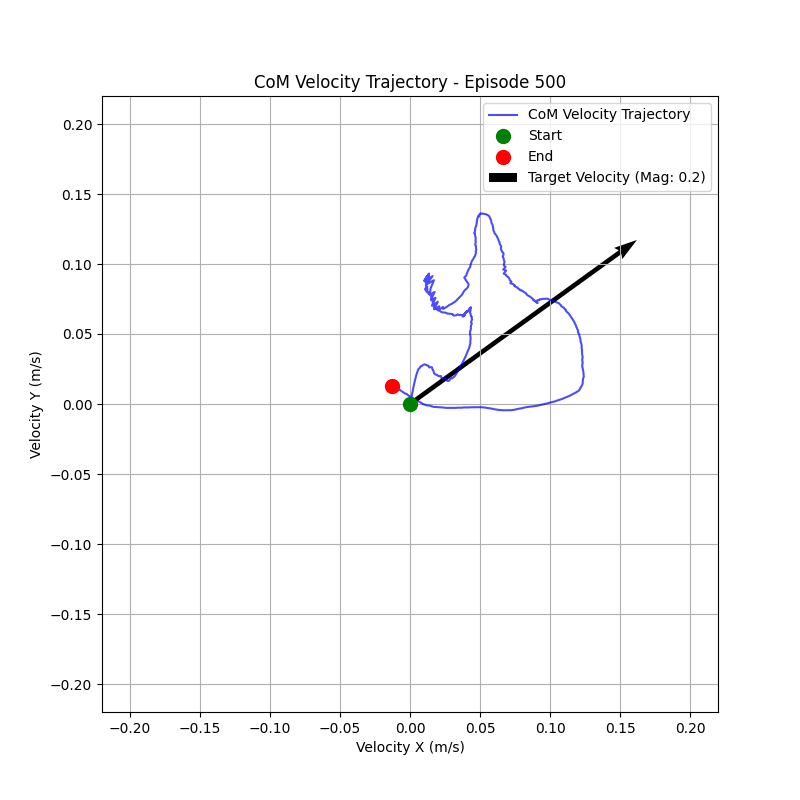 CoM Velocity Trajectory - Episode 500
CoM Velocity Trajectory
Start
End
Target Velocity (Mag: 0.2)
Velocity Y (m/s)
0.20
0.15
0.10
0.05
0.00
−0.05
−0.10
−0.15
−0.20
−0.20 −0.15 −0.10 −0.05 0.00 0.05 0.10 0.15 0.20
Velocity X (m/s)